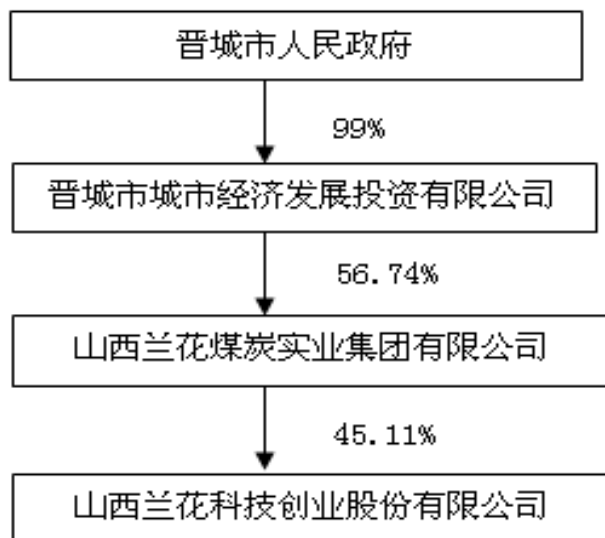 晋城市人民政府
99%
晋城市城市经济发展投资有限公司
56.74%
山西兰花煤炭实业集团有限公司
45.11%
山西兰花科技创业股份有限公司